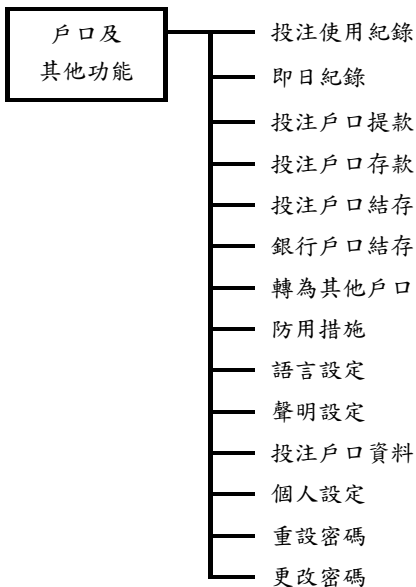 戶口及
其他功能
投注使用紀錄
即日紀錄
投注戶口提款
投注戶口存款
投注戶口結存
銀行戶口結存
轉為其他戶口
防用措施
語言設定
聲明設定
投注戶口資料
個人設定
重設密碼
更改密碼